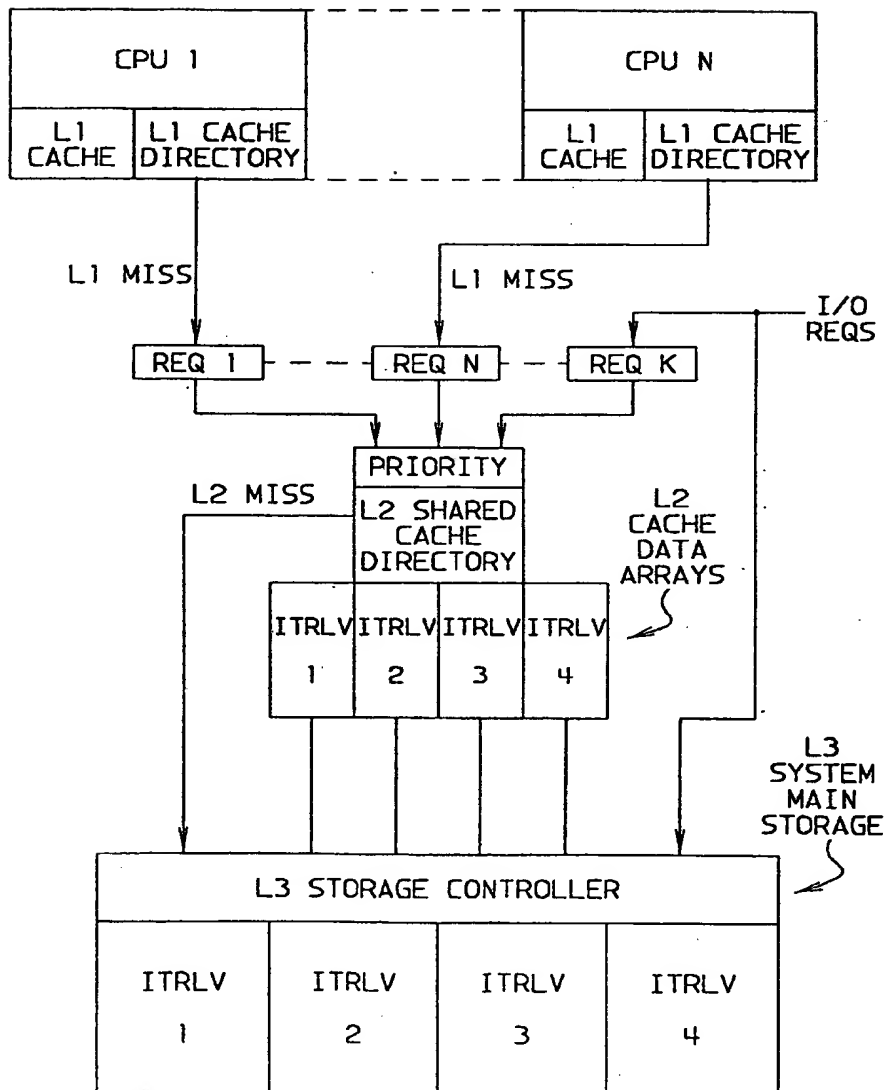 CPU 1
CPU N
L1
CACHE
L1 CACHE
DIRECTORY
L1
CACHE
L1 CACHE
DIRECTORY
L1 MISS
L1 MISS
I/O
REQS
REQ 1
REQ N
REQ K
PRIORITY
L2 MISS
L2 SHARED
CACHE
DIRECTORY
L2
CACHE
DATA
ARRAYS
ITRLV
1
ITRLV
2
ITRLV
3
ITRLV
4
L3
SYSTEM
MAIN
STORAGE
L3 STORAGE CONTROLLER
ITRLV
1
ITRLV
2
ITRLV
3
ITRLV
4